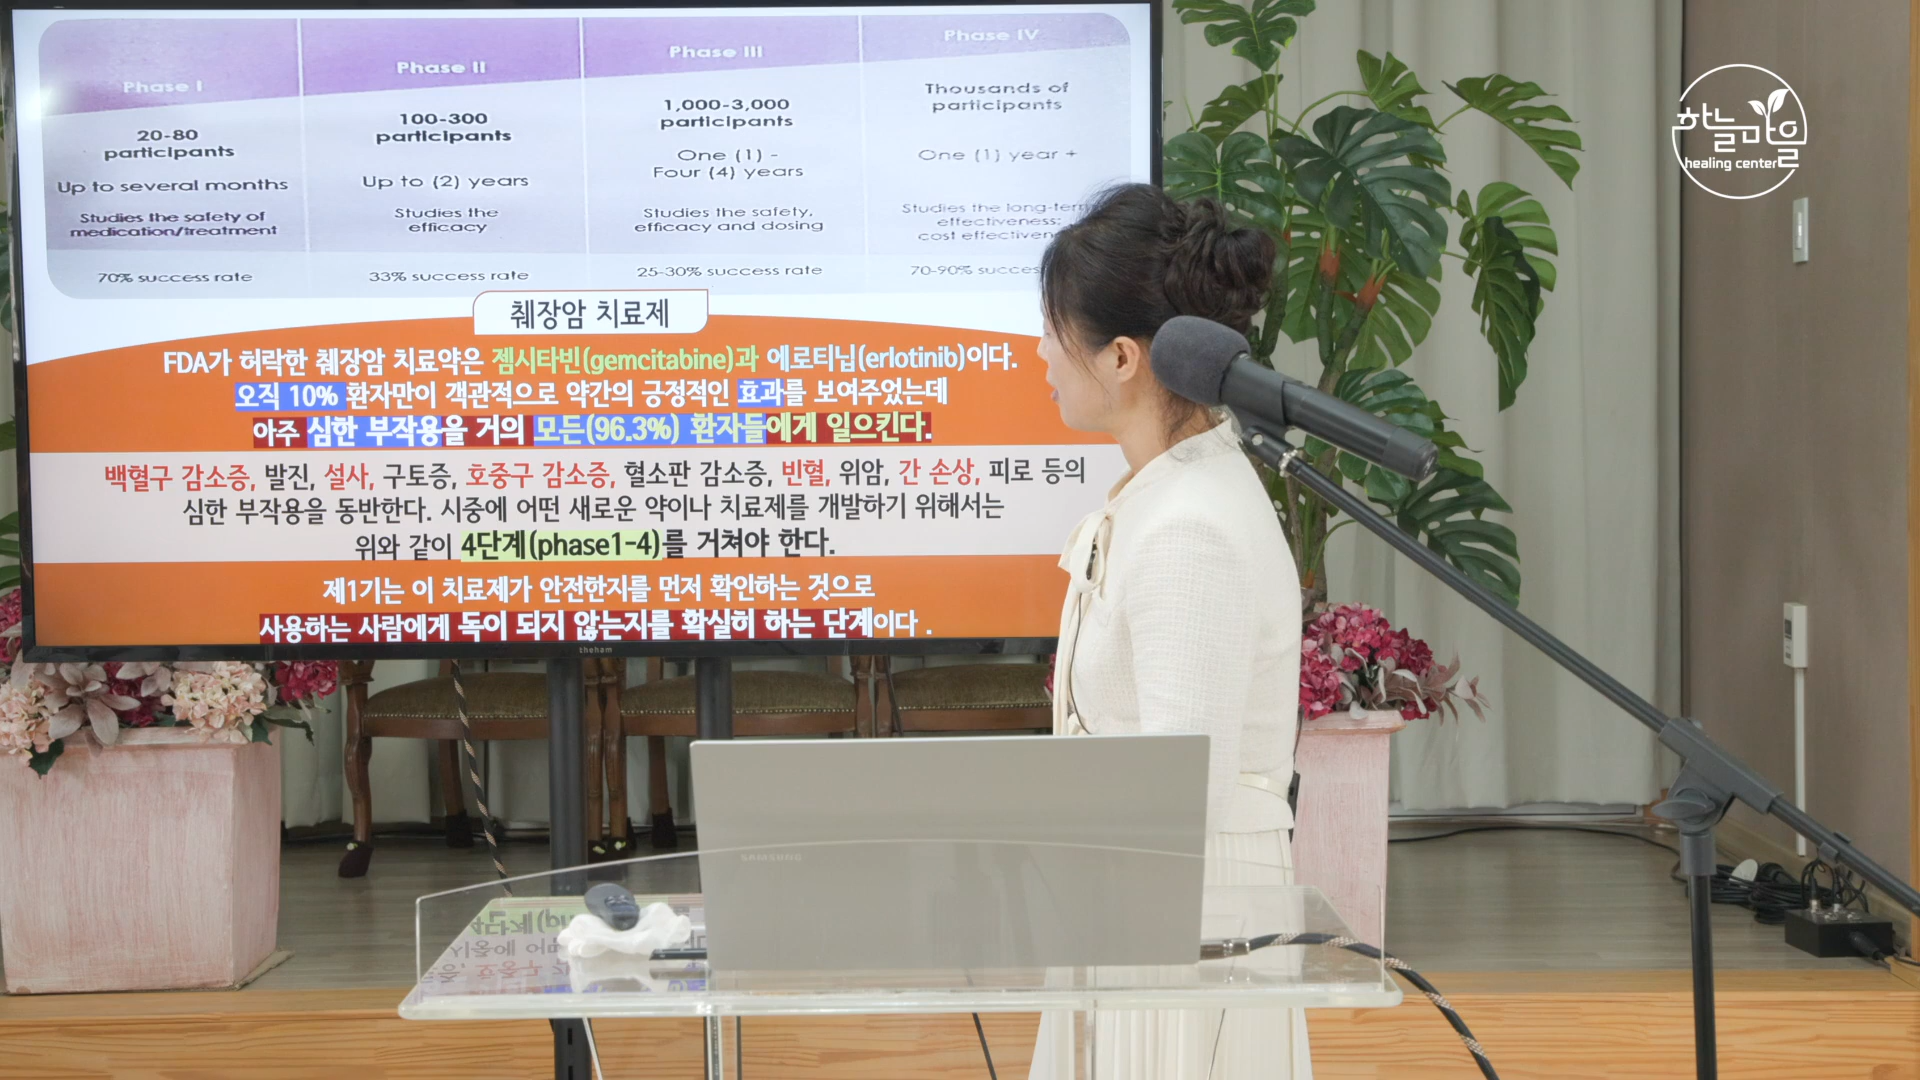 Phase I
20-80
participants
Up to several months
Studies the safety of
medication/treatment
70% success rate
Phase II
100-300
participants
Up to (2) years
Studies the
efficacy
33% success rate
Phase III
1,000-3,000
participants
One (1) -
Four (4) years
Studies the safety,
efficacy and dosing
25-30% success rate
Phase IV
Thousands of
participants
One (1) year +
Studies the long-term
effectiveness;
cost
70-90%
췌장암 치료제
FDA가 허락한 췌장암 치료약은 젬시타빈(gemcitabine)과 에로티닙(erlotinib)이다.
오직 10% 환자만이 객관적으로 약간의 긍정적인 효과를 보여주었는데
아주 심한 부작용을 거의 모든(96.3%) 환자들에게 일으킨다.
백혈구 감소증, 발진, 설사, 구토증, 호중구 감소증, 혈소판 감소증, 빈혈, 위암, 간 손상, 피로 등의
심한 부작용을 동반한다. 시중에 어떤 새로운 약이나 치료제를 개발하기 위해서는
위와 같이 4단계(phase1-4)를 거쳐야 한다.
제1기는 이 치료제가 안전한지를 먼저 확인하는 것으로
사용하는 사람에게 독이 되지 않는지를 확실히 하는 단계이다 .
theham
하늘마을
healing center
SAMSUNG